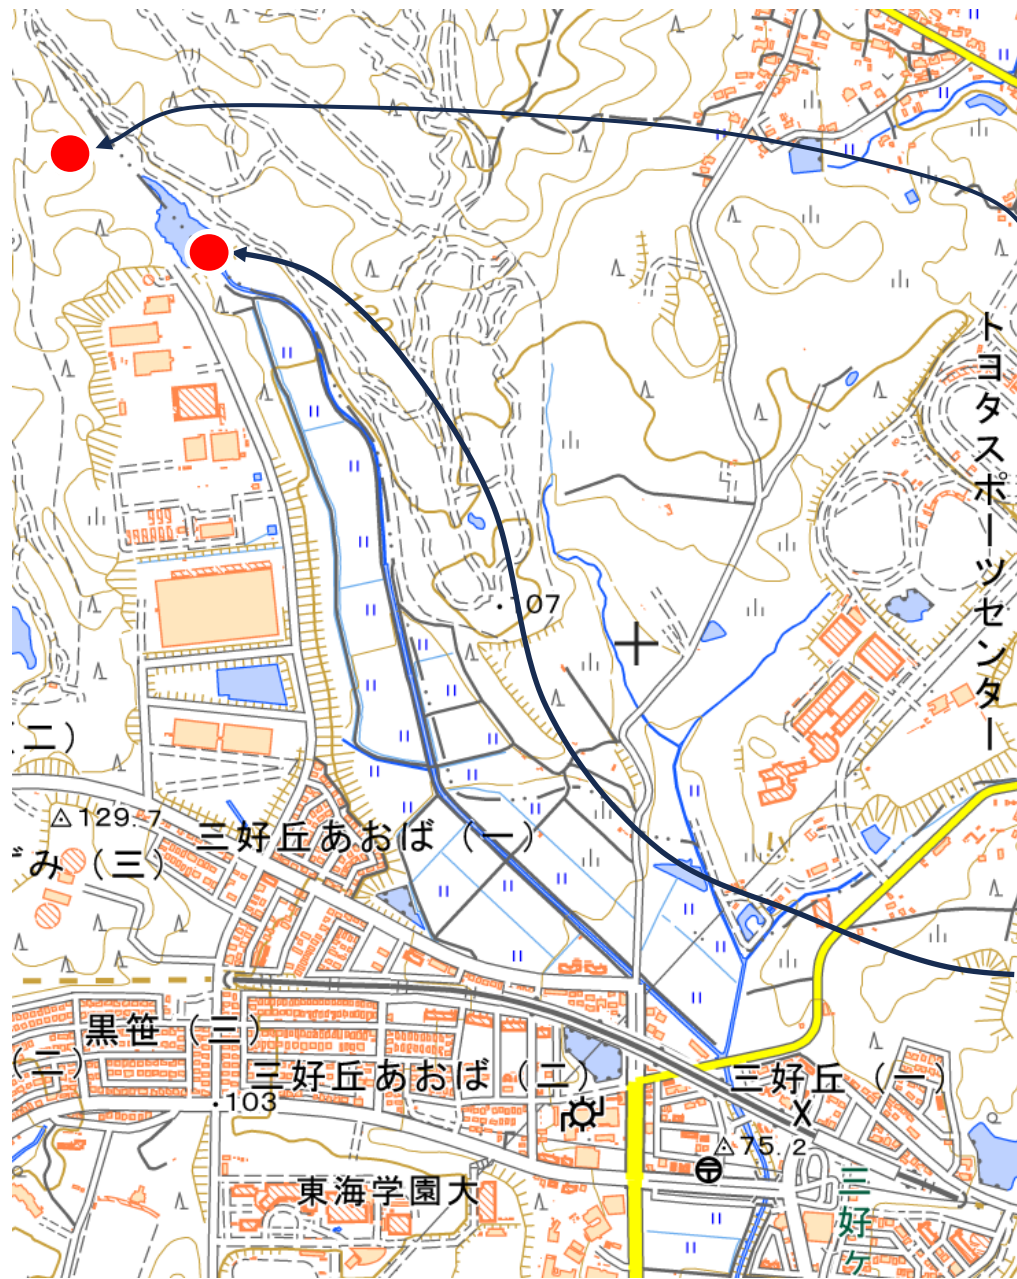 120
トヨタスポーツセンター
107
二)
129.7
三好丘あおば(一)
み(三)
黒笹(三)
(二)
三好丘あおば(二)
三好丘(一)
103
75.2
東海学園大
三好ケ